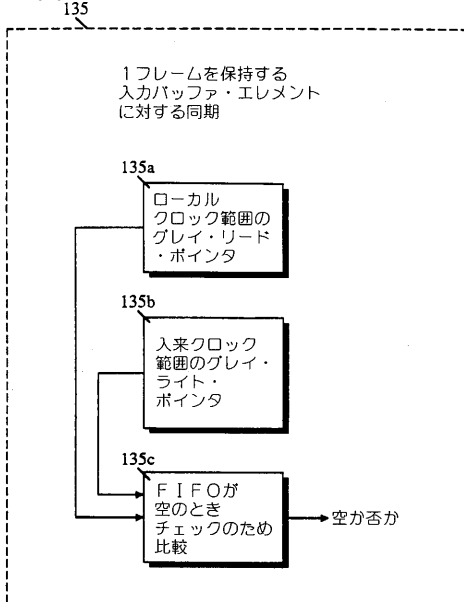 135
1フレームを保持する
入力バッファ・エレメント
に対する同期
135a
ローカル
クロック範囲の
グレイ・リード
・ポインタ
135b
入来クロック
範囲のグレイ・
ライト・
ポインタ
135c
FIFOが
空のとき
チェックのため
比較
空か否か